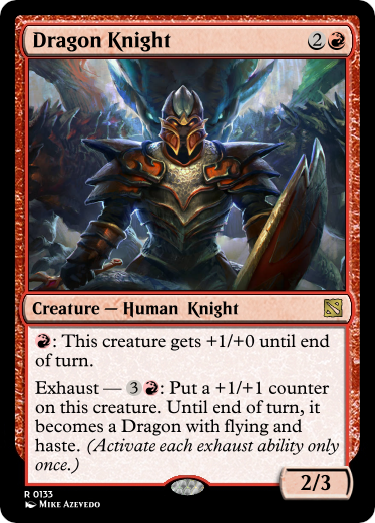 Dragon Knight 2
Creature — Human Knight
: This creature gets +1/+0 until end
of turn.
Exhaust — 3 : Put a +1/+1 counter
on this creature. Until end of turn, it
becomes a Dragon with flying and
haste. (Activate each exhaust ability only
once.)
2/3
R 0133
Mike Azevedo